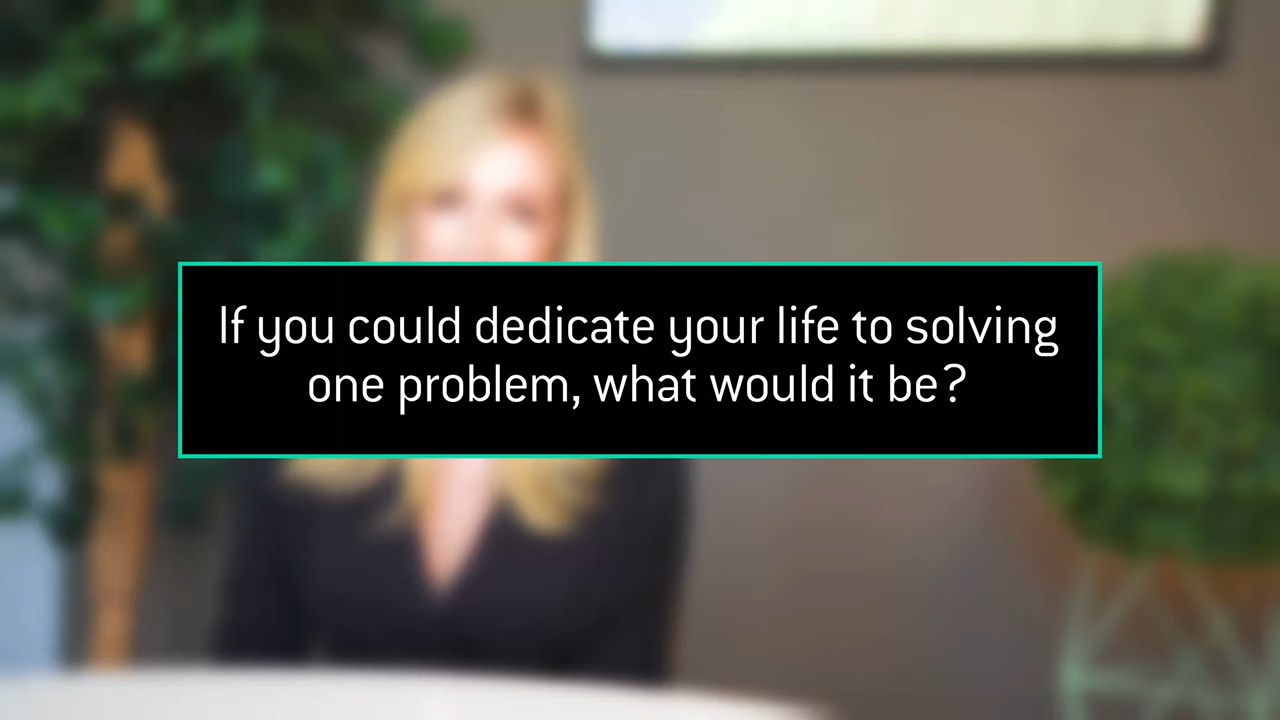 If you could dedicate your life to solving
one problem, what would it be?